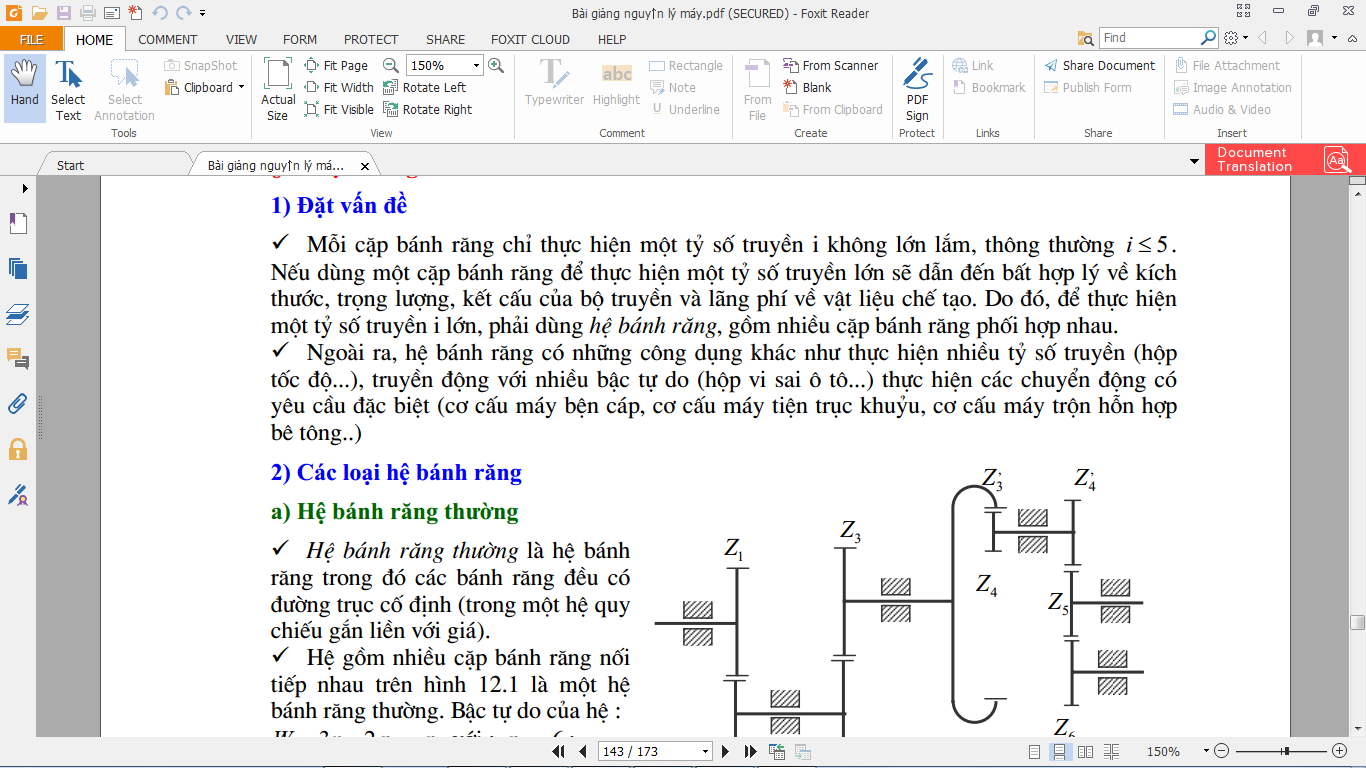 Bài giảng nguy†n lý máy.pdf (SECURED) - Foxit Reader
FILE HOME COMMENT VIEW FORM PROTECT SHARE FOXIT CLOUD HELP Find
Hand
Select Text
Select Annotation
SnapShot
Clipboard
Tools
Actual Size
Fit Page
Fit Width
Fit Visible
150%
Rotate Left
Rotate Right
View
Typewriter
Highlight
Rectangle
Note
Underline
Comment
From File
From Scanner
Blank
From Clipboard
Create
PDF Sign
Protect
Link
Bookmark
Links
Share Document
Publish Form
Share
File Attachment
Image Annotation
Audio & Video
Insert
Start
Bài giảng nguy†n lý má...
Document Translation
1) Đặt vấn đề
✓ Mỗi cặp bánh răng chỉ thực hiện một tỷ số truyền i không lớn lắm, thông thường i ≤ 5.
Nếu dùng một cặp bánh răng để thực hiện một tỷ số truyền lớn sẽ dẫn đến bất hợp lý về kích
thước, trọng lượng, kết cấu của bộ truyền và lãng phí về vật liệu chế tạo. Do đó, để thực hiện
một tỷ số truyền i lớn, phải dùng hệ bánh răng, gồm nhiều cặp bánh răng phối hợp nhau.
✓ Ngoài ra, hệ bánh răng có những công dụng khác như thực hiện nhiều tỷ số truyền (hộp
tốc độ...), truyền động với nhiều bậc tự do (hộp vi sai ô tô...) thực hiện các chuyển động có
yêu cầu đặc biệt (cơ cấu máy bện cáp, cơ cấu máy tiện trục khuỷu, cơ cấu máy trộn hỗn hợp
bê tông..)
2) Các loại hệ bánh răng
a) Hệ bánh răng thường
✓ Hệ bánh răng thường là hệ bánh
răng trong đó các bánh răng đều có
đường trục cố định (trong một hệ quy
chiếu gắn liền với giá).
✓ Hệ gồm nhiều cặp bánh răng nối
tiếp nhau trên hình 12.1 là một hệ
bánh răng thường. Bậc tự do của hệ :
Z1
Z3
Z'3
Z'4
Z4
Z5
Z6
143 / 173
150%